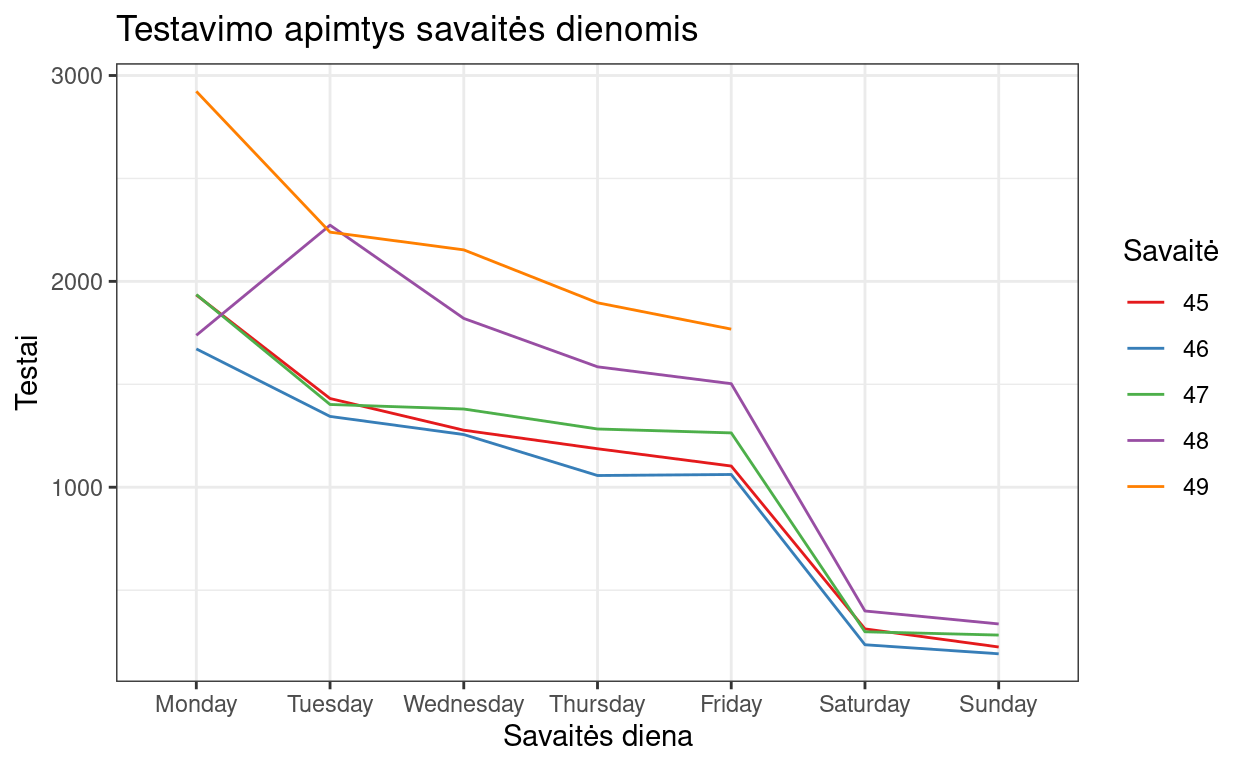 Testavimo apimtys savaitės dienomis
3000
2000
1000
Testai
Monday Tuesday Wednesday Thursday Friday Saturday Sunday
Savaitės diena
Savaitė
45
46
47
48
49